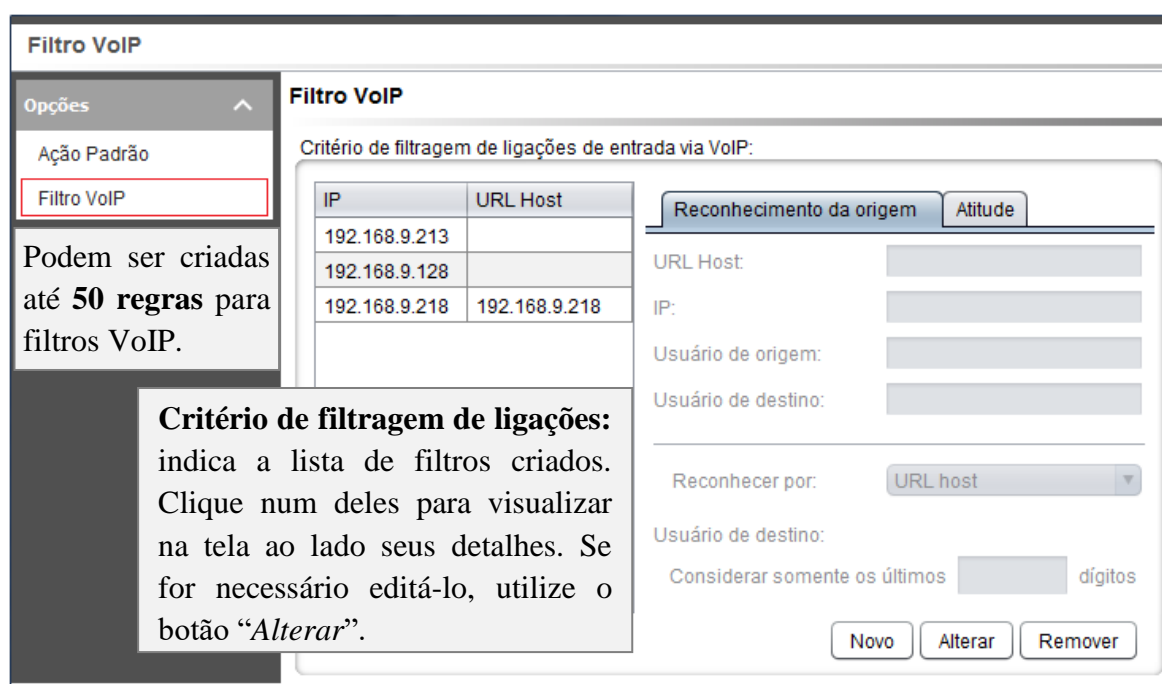 Filtro VoIP
Opções
Ação Padrão
Filtro VoIP
Podem ser criadas
até 50 regras para
filtros VoIP.
Filtro VoIP
Critério de filtragem de ligações de entrada via VoIP:
IP URL Host
192.168.9.213
192.168.9.128
192.168.9.218 192.168.9.218
Critério de filtragem de ligações:
indica a lista de filtros criados.
Clique num deles para visualizar
na tela ao lado seus detalhes. Se
for necessário editá-lo, utilize o
botão “Alterar”.
Reconhecimento da origem Atitude
URL Host:
IP:
Usuário de origem:
Usuário de destino:
Reconhecer por: URL host
Usuário de destino:
Considerar somente os últimos dígitos
Novo Alterar Remover